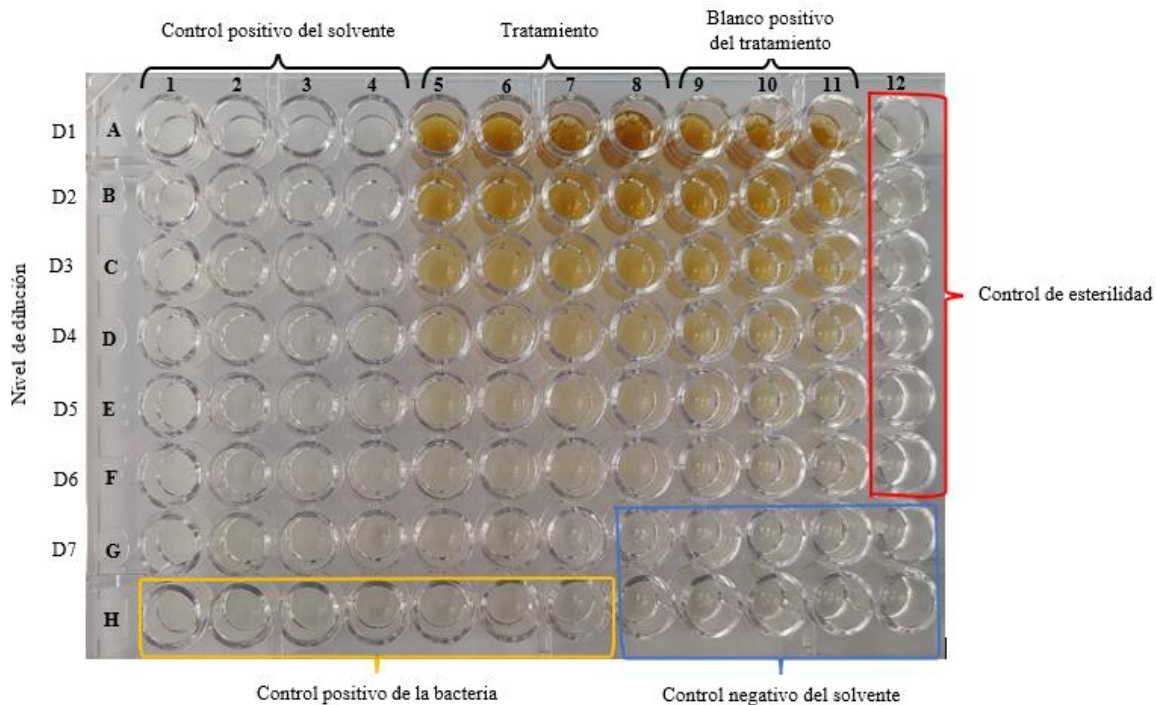 Control positivo del solvente
Tratamiento
Blanco positivo
del tratamiento
1 2 3 4 5 6 7 8 9 10 11 12
D1 A
D2 B
D3 C
Control de esterilidad
D4 D
D5 E
D6 F
D7 G
H
Nivel de dilución
Control positivo de la bacteria
Control negativo del solvente